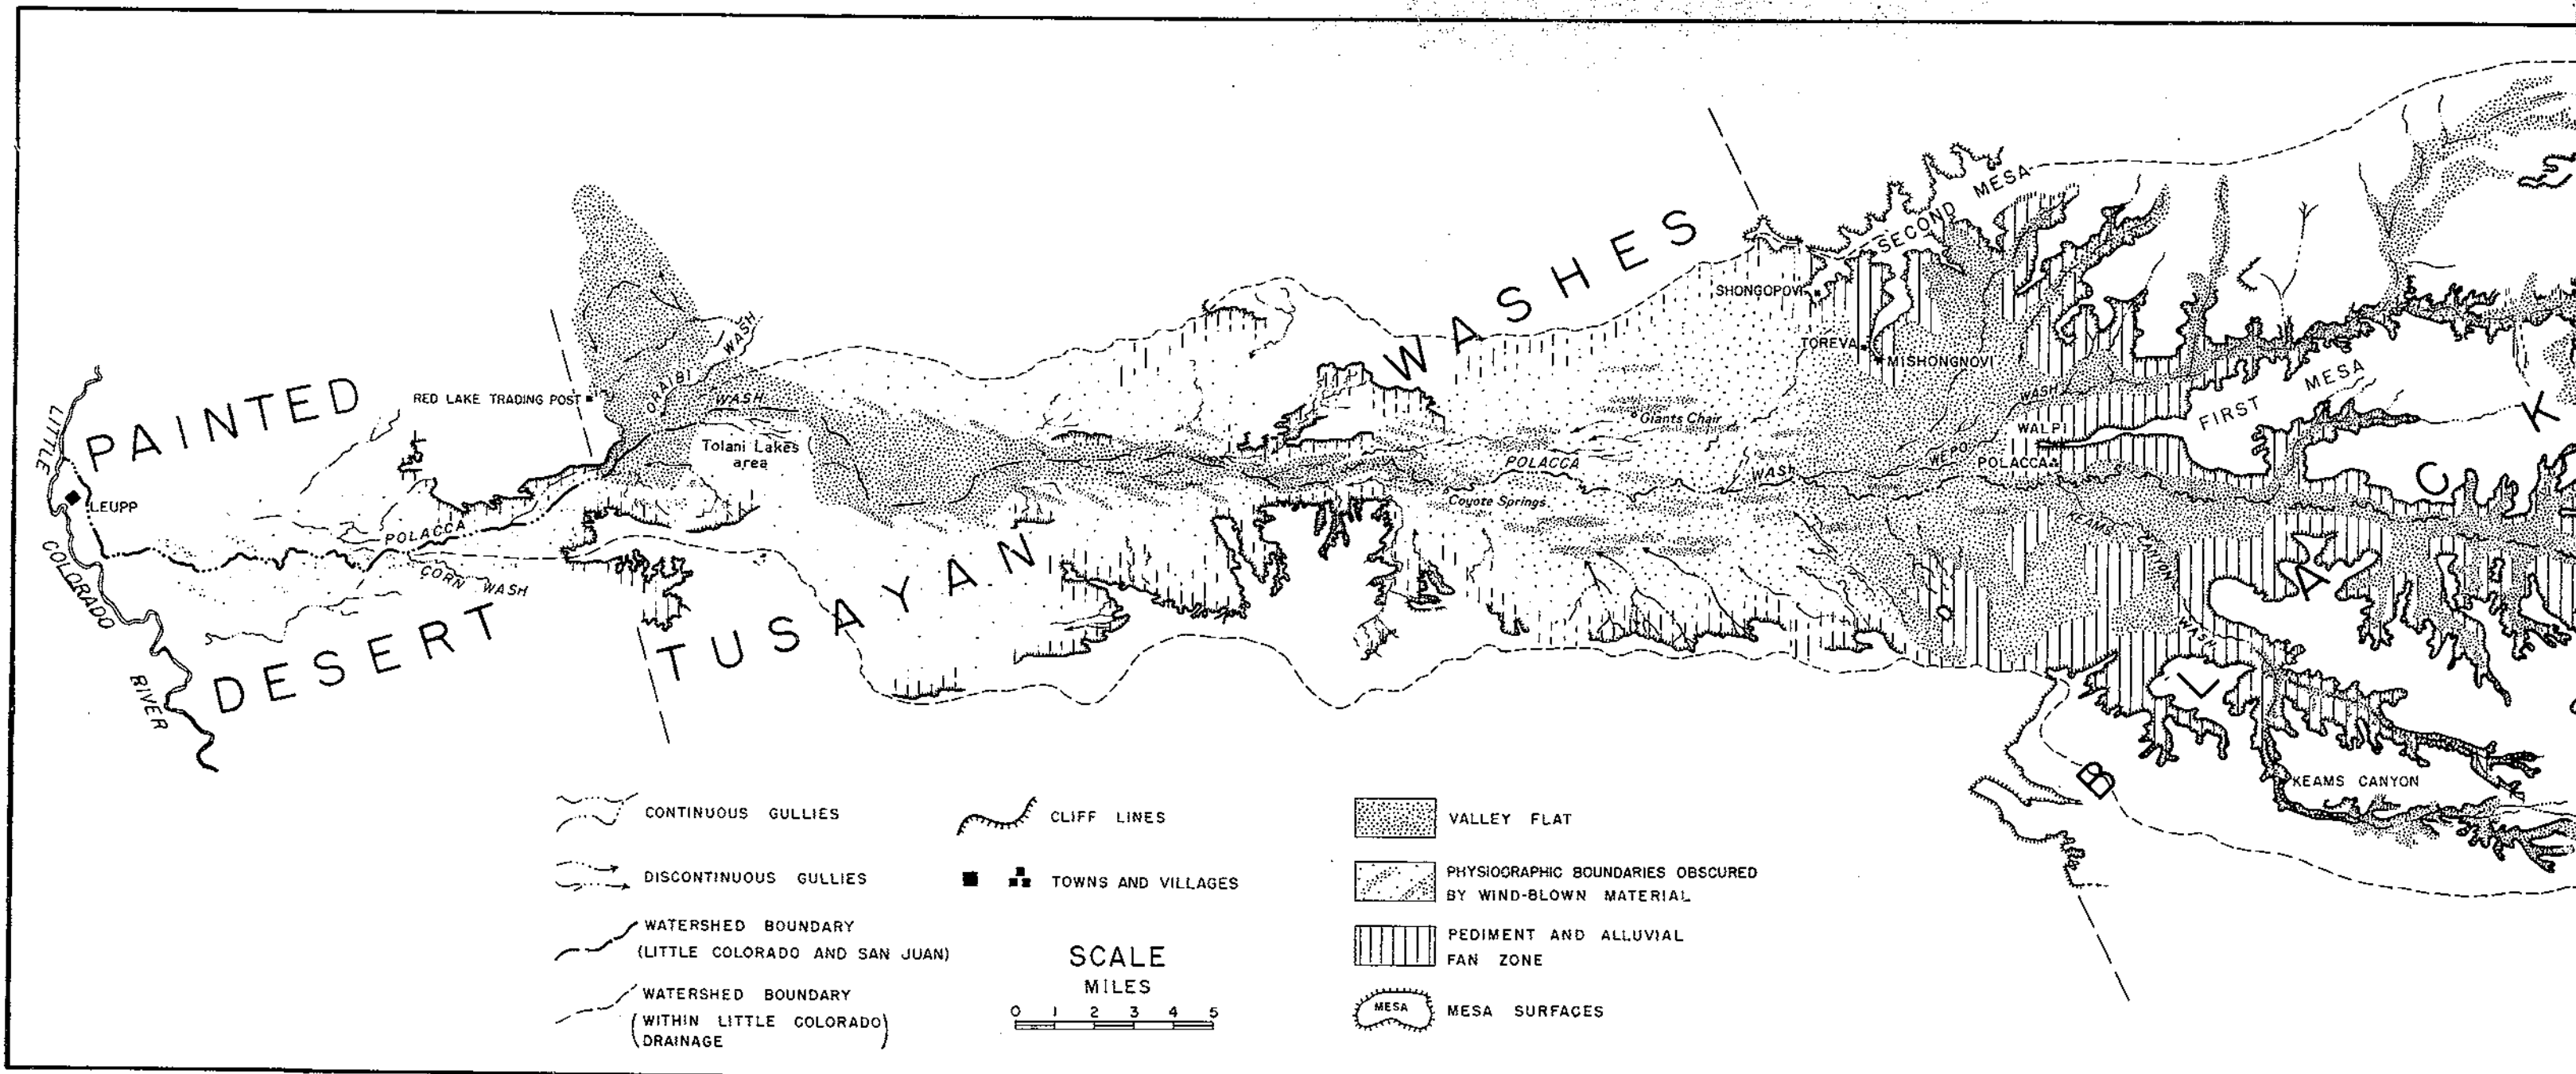 PAINTED
DESERT
TUSAYAN
WASHES
BLACK
LITTLE
COLORADO
RIVER
LEUPP
RED LAKE TRADING POST
ORAIBI
WASH
WASH
Tolani Lakes
area
POLACCA
CORN WASH
SECOND MESA
SHONGOPOVI
TOREVA
MISHONGNOVI
Giants Chair
POLACCA
WASH
Coyote Springs
WEPO
WASH
WALPI
POLACCA
FIRST MESA
KEAMS CANYON
WASH
KEAMS CANYON
CONTINUOUS GULLIES
DISCONTINUOUS GULLIES
WATERSHED BOUNDARY
(LITTLE COLORADO AND SAN JUAN)
WATERSHED BOUNDARY
(WITHIN LITTLE COLORADO
DRAINAGE)
CLIFF LINES
TOWNS AND VILLAGES
SCALE
MILES
0 1 2 3 4 5
VALLEY FLAT
PHYSIOGRAPHIC BOUNDARIES OBSCURED
BY WIND-BLOWN MATERIAL
PEDIMENT AND ALLUVIAL
FAN ZONE
MESA
MESA SURFACES